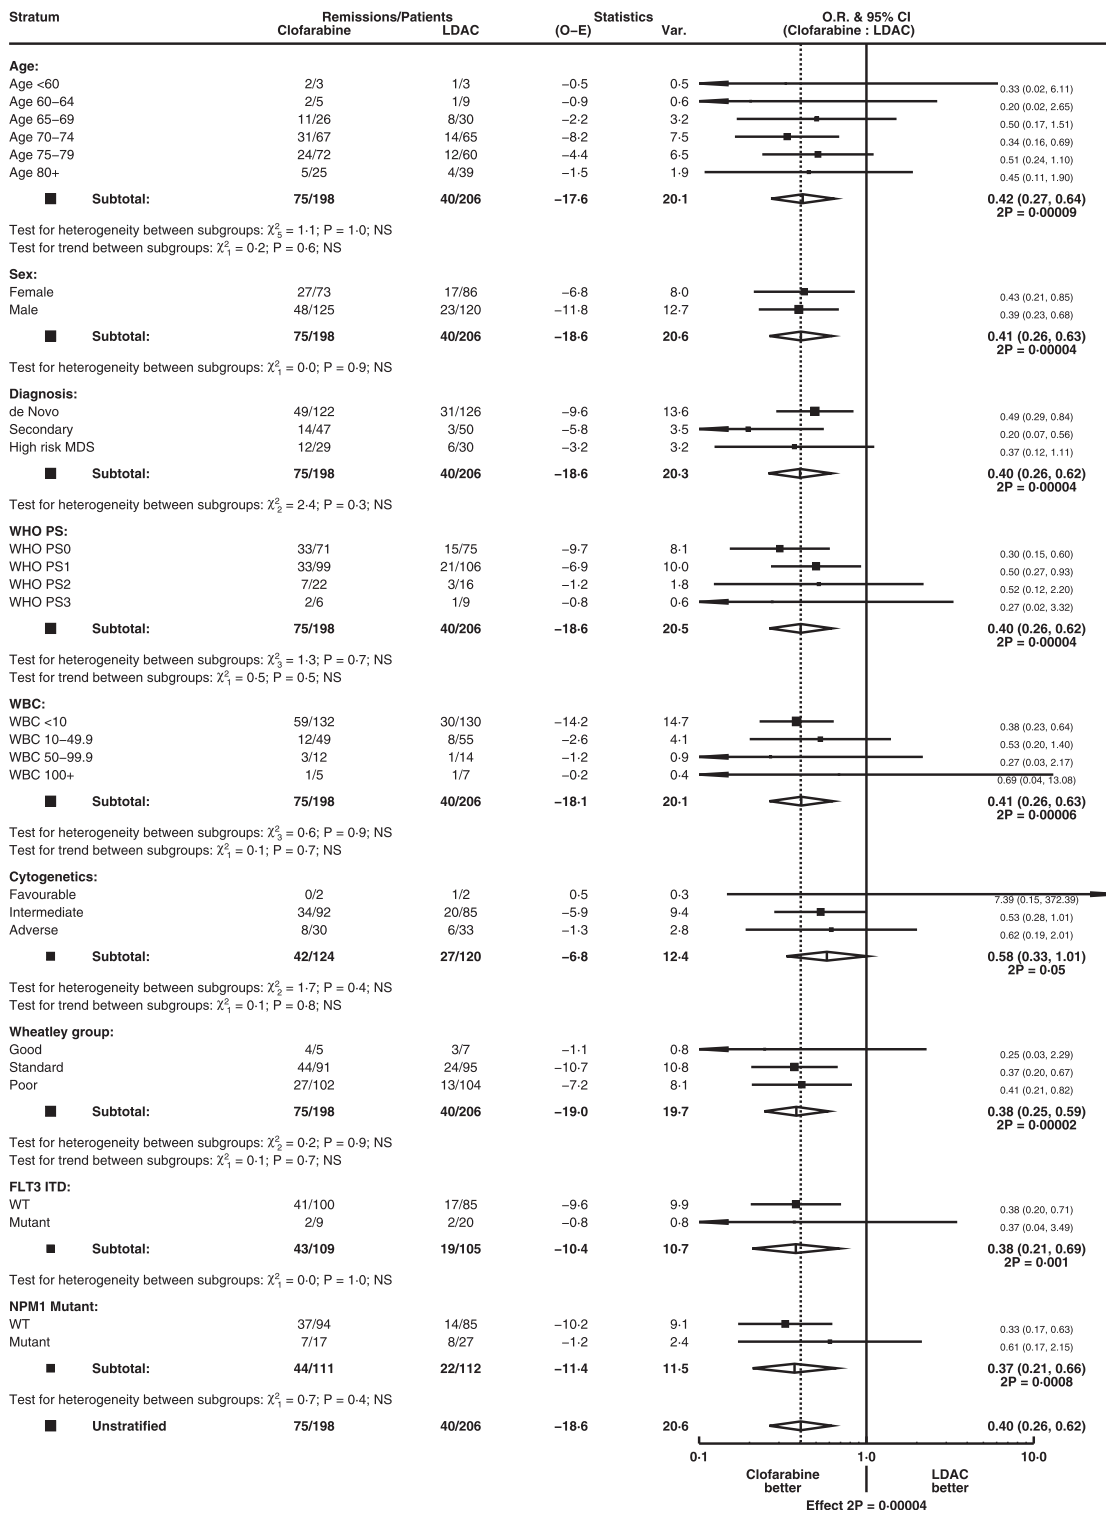 Stratum Remissions/Patients Statistics O.R. & 95% CI
Clofarabine LDAC (O–E) Var. (Clofarabine : LDAC)
Age:
Age <60 2/3 1/3 –0·5 0·5 0·33 (0·02, 6·11)
Age 60–64 2/5 1/9 –0·9 0·6 0·20 (0·02, 2·65)
Age 65–69 11/26 8/30 –2·2 3·2 0·50 (0·17, 1·51)
Age 70–74 31/67 14/65 –8·2 7·5 0·34 (0·16, 0·69)
Age 75–79 24/72 12/60 –4·4 6·5 0·51 (0·24, 1·10)
Age 80+ 5/25 4/39 –1·5 1·9 0·45 (0·11, 1·90)
Subtotal: 75/198 40/206 –17·6 20·1 0·42 (0·27, 0·64)
2P = 0·00009
Test for heterogeneity between subgroups: χ²₅ = 1·1; P = 1·0; NS
Test for trend between subgroups: χ²₁ = 0·2; P = 0·6; NS
Sex:
Female 27/73 17/86 –6·8 8·0 0·43 (0·21, 0·85)
Male 48/125 23/120 –11·8 12·7 0·39 (0·23, 0·68)
Subtotal: 75/198 40/206 –18·6 20·6 0·41 (0·26, 0·63)
2P = 0·00004
Test for heterogeneity between subgroups: χ²₁ = 0·0; P = 0·9; NS
Diagnosis:
de Novo 49/122 31/126 –9·6 13·6 0·49 (0·29, 0·84)
Secondary 14/47 3/50 –5·8 3·5 0·20 (0·07, 0·56)
High risk MDS 12/29 6/30 –3·2 3·2 0·37 (0·12, 1·11)
Subtotal: 75/198 40/206 –18·6 20·3 0·40 (0·26, 0·62)
2P = 0·00004
Test for heterogeneity between subgroups: χ²₂ = 2·4; P = 0·3; NS
WHO PS:
WHO PS0 33/71 15/75 –9·7 8·1 0·30 (0·15, 0·60)
WHO PS1 33/99 21/106 –6·9 10·0 0·50 (0·27, 0·93)
WHO PS2 7/22 3/16 –1·2 1·8 0·52 (0·12, 2·20)
WHO PS3 2/6 1/9 –0·8 0·6 0·27 (0·02, 3·32)
Subtotal: 75/198 40/206 –18·6 20·5 0·40 (0·26, 0·62)
2P = 0·00004
Test for heterogeneity between subgroups: χ²₃ = 1·3; P = 0·7; NS
Test for trend between subgroups: χ²₁ = 0·5; P = 0·5; NS
WBC:
WBC <10 59/132 30/130 –14·2 14·7 0·38 (0·23, 0·64)
WBC 10–49.9 12/49 8/55 –2·6 4·1 0·53 (0·20, 1·40)
WBC 50–99.9 3/12 1/14 –1·2 0·9 0·27 (0·03, 2·17)
WBC 100+ 1/5 1/7 –0·2 0·4 0·69 (0·04, 13·08)
Subtotal: 75/198 40/206 –18·1 20·1 0·41 (0·26, 0·63)
2P = 0·00006
Test for heterogeneity between subgroups: χ²₃ = 0·6; P = 0·9; NS
Test for trend between subgroups: χ²₁ = 0·1; P = 0·7; NS
Cytogenetics:
Favourable 0/2 1/2 0·5 0·3 7·39 (0·15, 372·39)
Intermediate 34/92 20/85 –5·9 9·4 0·53 (0·28, 1·01)
Adverse 8/30 6/33 –1·3 2·8 0·62 (0·19, 2·01)
Subtotal: 42/124 27/120 –6·8 12·4 0·58 (0·33, 1·01)
2P = 0·05
Test for heterogeneity between subgroups: χ²₂ = 1·7; P = 0·4; NS
Test for trend between subgroups: χ²₁ = 0·1; P = 0·8; NS
Wheatley group:
Good 4/5 3/7 –1·1 0·8 0·25 (0·03, 2·29)
Standard 44/91 24/95 –10·7 10·8 0·37 (0·20, 0·67)
Poor 27/102 13/104 –7·2 8·1 0·41 (0·21, 0·82)
Subtotal: 75/198 40/206 –19·0 19·7 0·38 (0·25, 0·59)
2P = 0·00002
Test for heterogeneity between subgroups: χ²₂ = 0·2; P = 0·9; NS
Test for trend between subgroups: χ²₁ = 0·1; P = 0·7; NS
FLT3 ITD:
WT 41/100 17/85 –9·6 9·9 0·38 (0·20, 0·71)
Mutant 2/9 2/20 –0·8 0·8 0·37 (0·04, 3·49)
Subtotal: 43/109 19/105 –10·4 10·7 0·38 (0·21, 0·69)
2P = 0·001
Test for heterogeneity between subgroups: χ²₁ = 0·0; P = 1·0; NS
NPM1 Mutant:
WT 37/94 14/85 –10·2 9·1 0·33 (0·17, 0·63)
Mutant 7/17 8/27 –1·2 2·4 0·61 (0·17, 2·15)
Subtotal: 44/111 22/112 –11·4 11·5 0·37 (0·21, 0·66)
2P = 0·0008
Test for heterogeneity between subgroups: χ²₁ = 0·7; P = 0·4; NS
Unstratified 75/198 40/206 –18·6 20·6 0·40 (0·26, 0·62)
0·1 1·0 10·0
Clofarabine LDAC
better better
Effect 2P = 0·00004